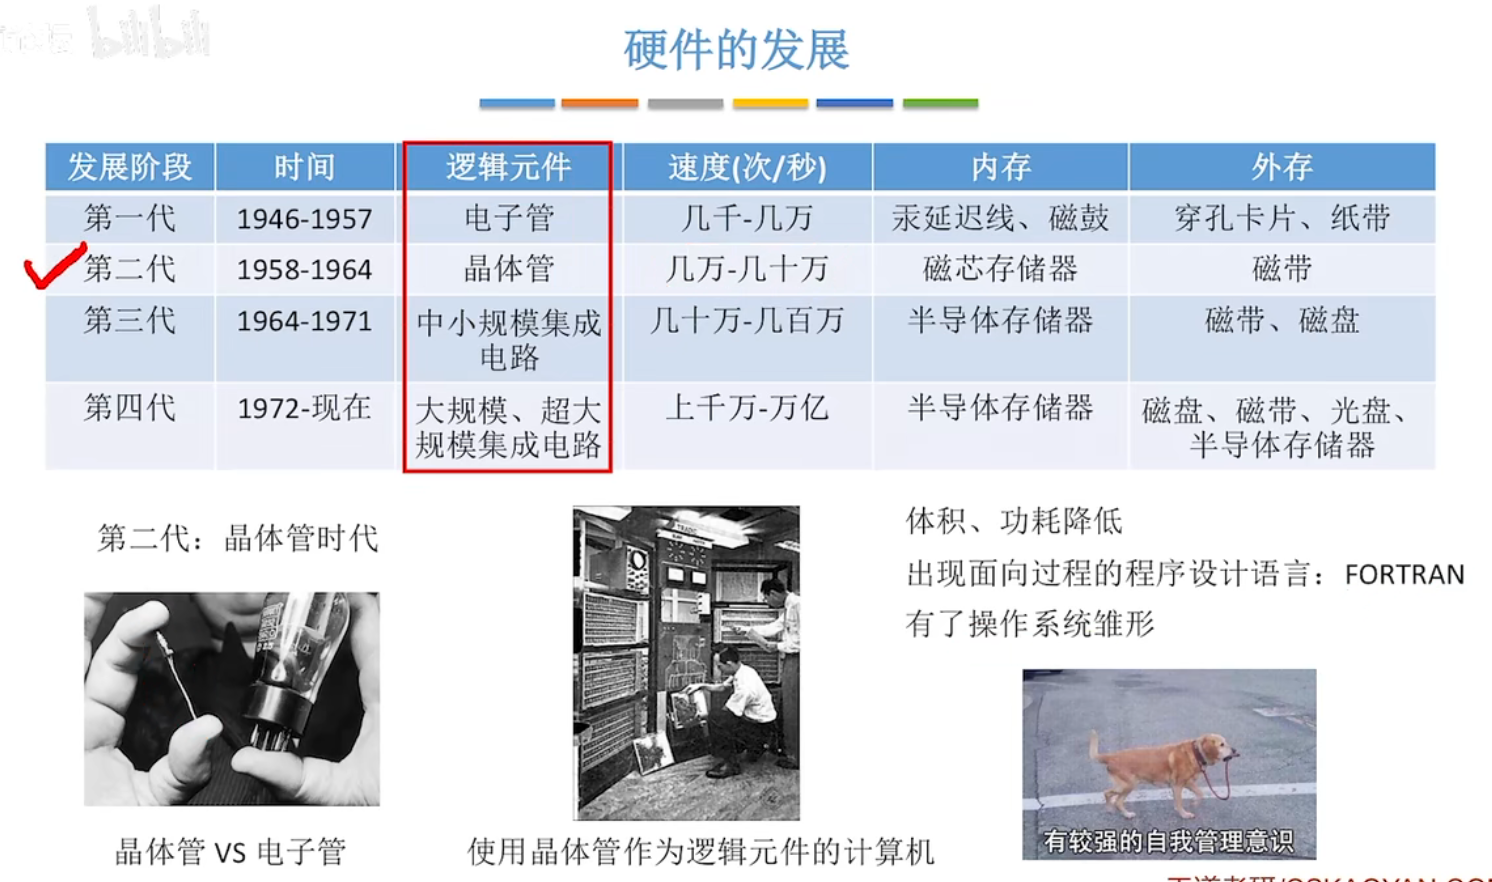 bilibili
硬件的发展
发展阶段 时间 逻辑元件 速度(次/秒) 内存 外存
第一代 1946-1957 电子管 几千-几万 汞延迟线、磁鼓 穿孔卡片、纸带
第二代 1958-1964 晶体管 几万-几十万 磁芯存储器 磁带
第三代 1964-1971 中小规模集成 几十万-几百万 半导体存储器 磁带、磁盘
电路
第四代 1972-现在 大规模、超大 上千万-万亿 半导体存储器 磁盘、磁带、光盘、
规模集成电路 半导体存储器
第二代：晶体管时代
体积、功耗降低
出现面向过程的程序设计语言：FORTRAN
有了操作系统雏形
TRADIC
有较强的自我管理意识
晶体管 VS 电子管
使用晶体管作为逻辑元件的计算机